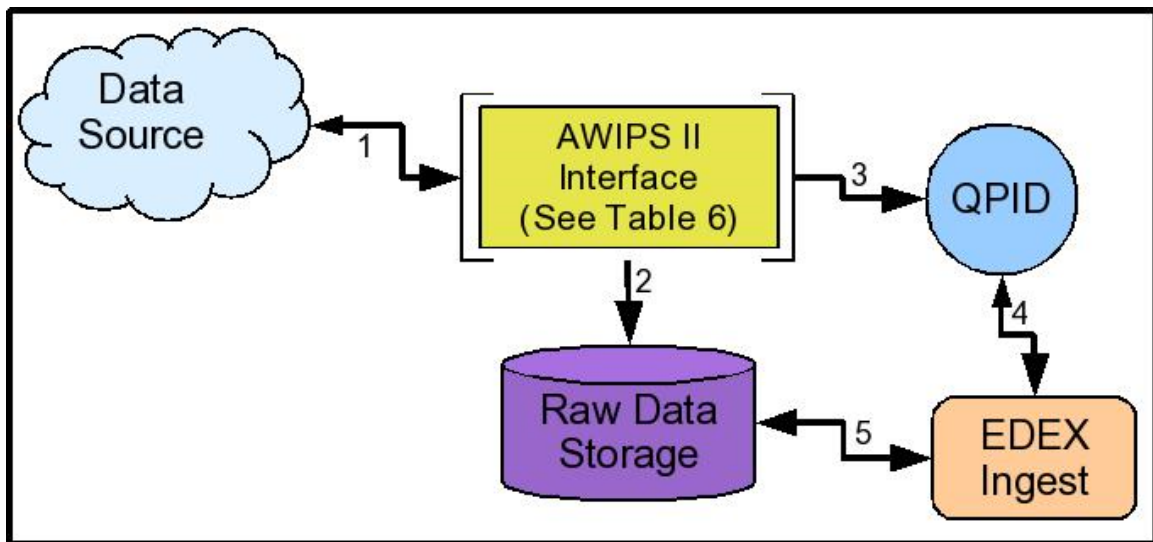 Data
Source
1
AWIPS II
Interface
(See Table 6)
3
QPID
2
4
Raw Data
Storage
5
EDEX
Ingest